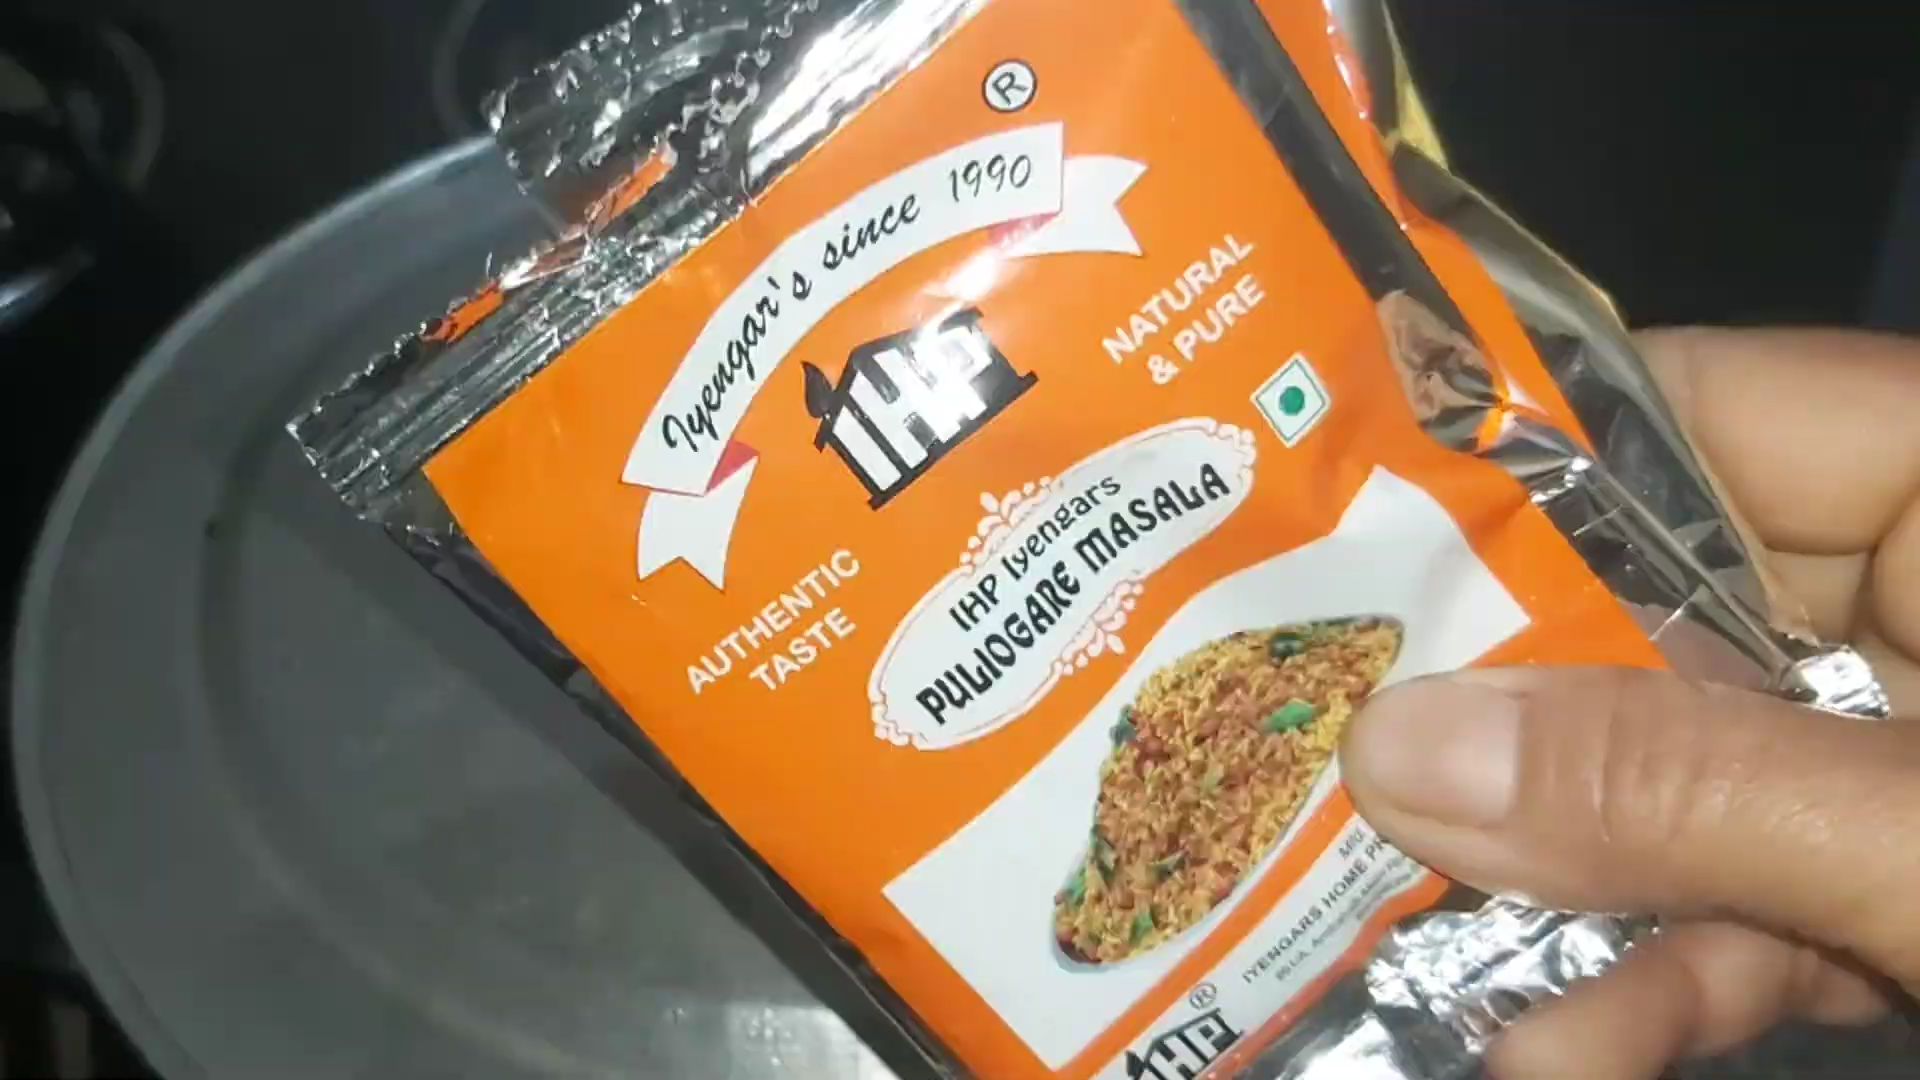 ®
Iyengar's since 1990
IHP
NATURAL
& PURE
AUTHENTIC
TASTE
IHP Iyengars
PULIOGARE MASALA
IYENGARS HOME
®
IHP